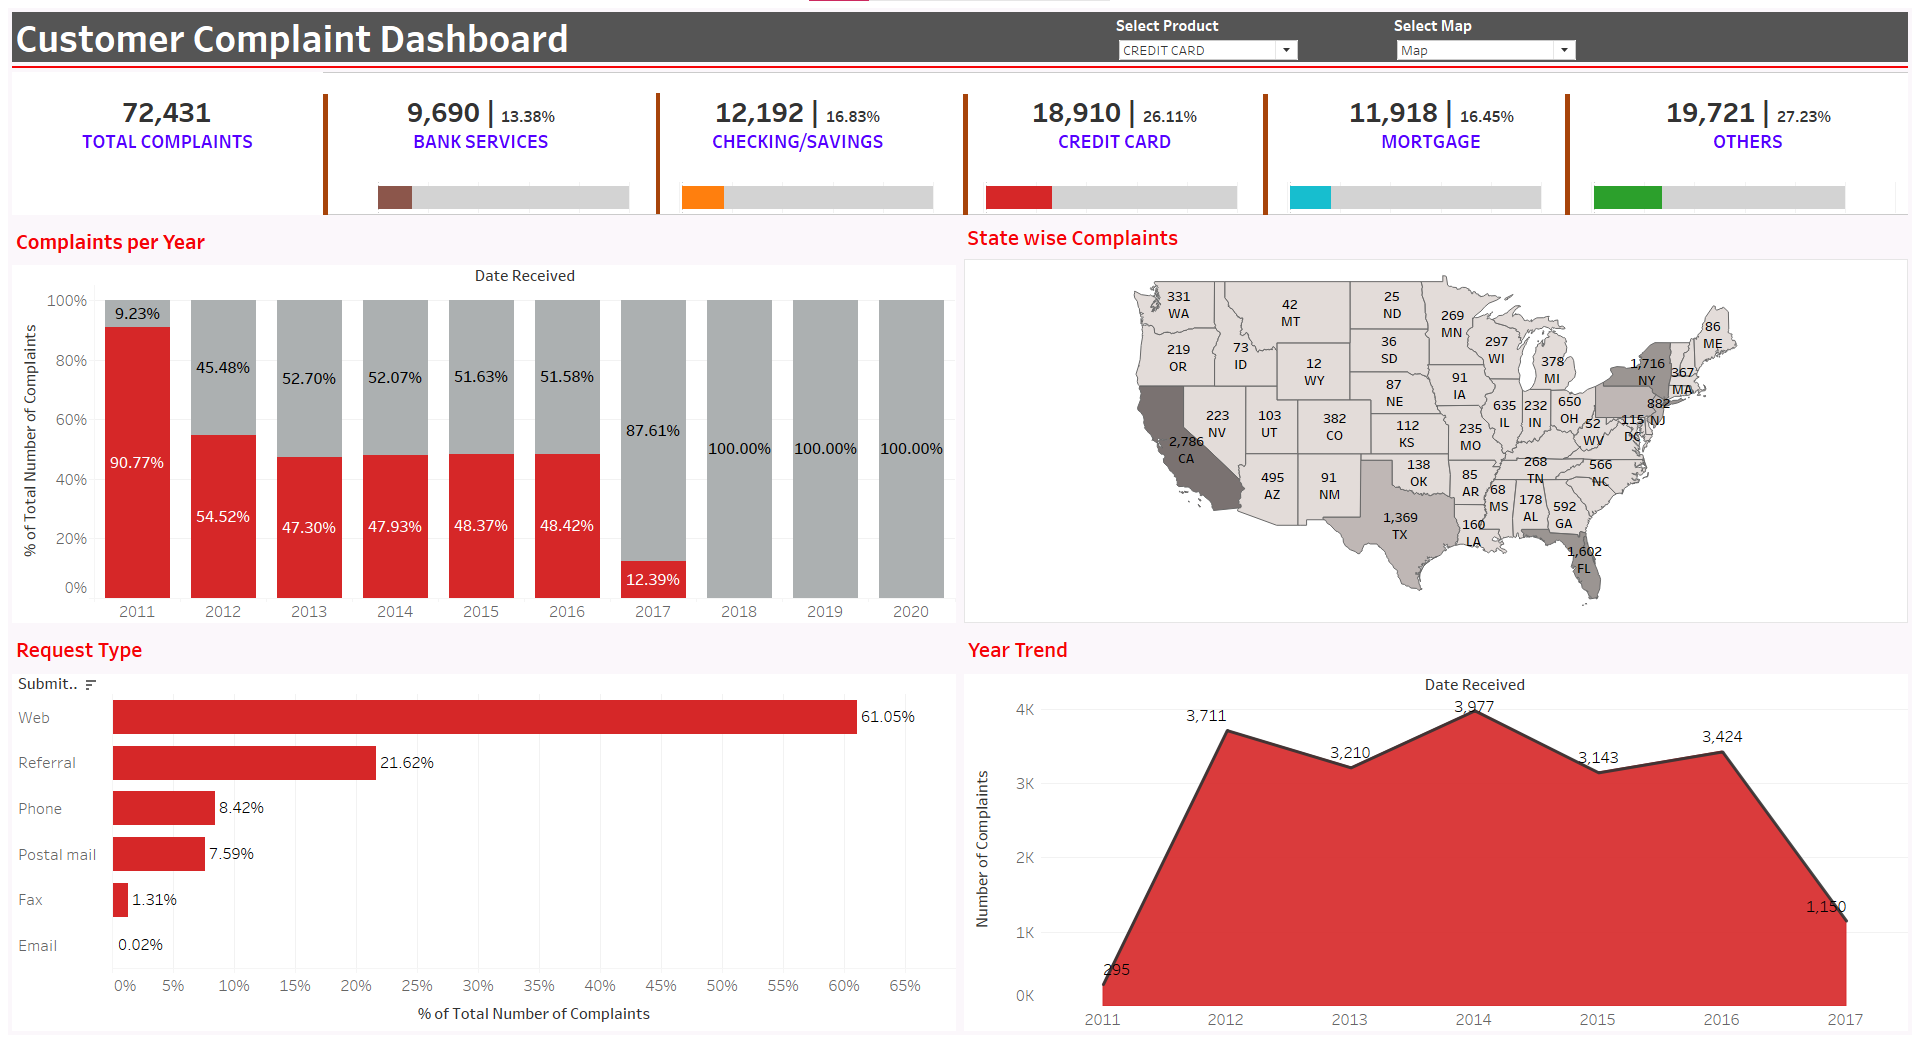 Customer Complaint Dashboard
Select Product
CREDIT CARD
Select Map
Map
72,431
TOTAL COMPLAINTS
9,690 | 13.38%
BANK SERVICES
12,192 | 16.83%
CHECKING/SAVINGS
18,910 | 26.11%
CREDIT CARD
11,918 | 16.45%
MORTGAGE
19,721 | 27.23%
OTHERS
Complaints per Year
Date Received
% of Total Number of Complaints
100%
80%
60%
40%
20%
0%
9.23%
45.48%
52.70%
52.07%
51.63%
51.58%
87.61%
100.00%
100.00%
100.00%
90.77%
54.52%
47.30%
47.93%
48.37%
48.42%
12.39%
2011
2012
2013
2014
2015
2016
2017
2018
2019
2020
State wise Complaints
331
WA
42
MT
25
ND
269
MN
86
ME
219
OR
73
ID
12
WY
36
SD
297
WI
378
MI
1,716
NY
367
MA
87
NE
91
IA
882
NJ
2,786
CA
223
NV
103
UT
382
CO
112
KS
235
MO
635
IL
232
IN
650
OH
52
WV
115
DC
495
AZ
91
NM
138
OK
85
AR
268
TN
566
NC
68
MS
178
AL
592
GA
1,369
TX
160
LA
1,602
FL
Request Type
Submit..
Web
61.05%
Referral
21.62%
Phone
8.42%
Postal mail
7.59%
Fax
1.31%
Email
0.02%
0%
5%
10%
15%
20%
25%
30%
35%
40%
45%
50%
55%
60%
65%
% of Total Number of Complaints
Year Trend
Date Received
Number of Complaints
4K
3K
2K
1K
0K
295
3,711
3,210
3,977
3,143
3,424
1,150
2011
2012
2013
2014
2015
2016
2017